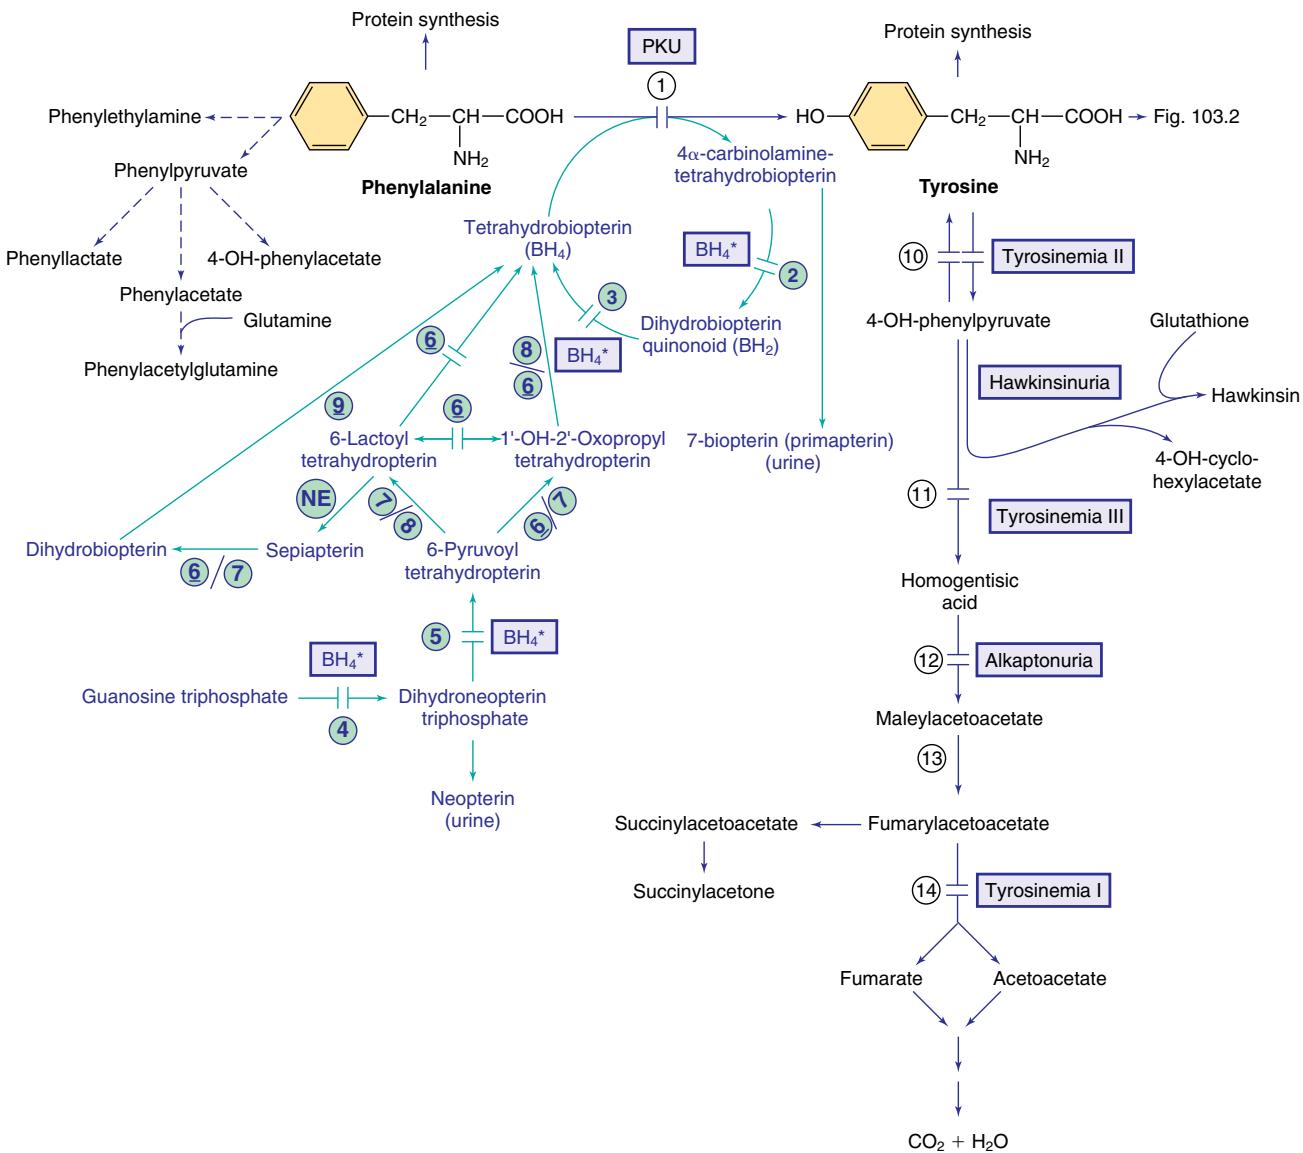 Protein synthesis
PKU
Protein synthesis
1
Phenylethylamine
CH₂
CH
COOH
NH₂
HO
CH₂
CH
COOH
NH₂
Fig. 103.2
Phenylalanine
Tyrosine
4α-carbinolamine-
tetrahydrobiopterin
Phenylpyruvate
Phenyllactate
4-OH-phenylacetate
Phenylacetate
Glutamine
Phenylacetylglutamine
Tetrahydrobiopterin
(BH₄)
BH₄*
2
3
Dihydrobiopterin
quinonoid (BH₂)
BH₄*
6
8
/
6
9
6
6-Lactoyl
tetrahydropterin
1'-OH-2'-Oxopropyl
tetrahydropterin
7-biopterin (primapterin)
(urine)
NE
7/8
6/7
Dihydrobiopterin
Sepiapterin
6/7
6-Pyruvoyl
tetrahydropterin
5
BH₄*
BH₄*
Guanosine triphosphate
4
Dihydroneopterin
triphosphate
Neopterin
(urine)
10
Tyrosinemia II
4-OH-phenylpyruvate
Glutathione
Hawkinsinuria
Hawkinsin
4-OH-cyclo-
hexylacetate
11
Tyrosinemia III
Homogentisic
acid
12
Alkaptonuria
Maleylacetoacetate
13
Succinylacetoacetate
Fumarylacetoacetate
Succinylacetone
14
Tyrosinemia I
Fumarate
Acetoacetate
CO₂ + H₂O